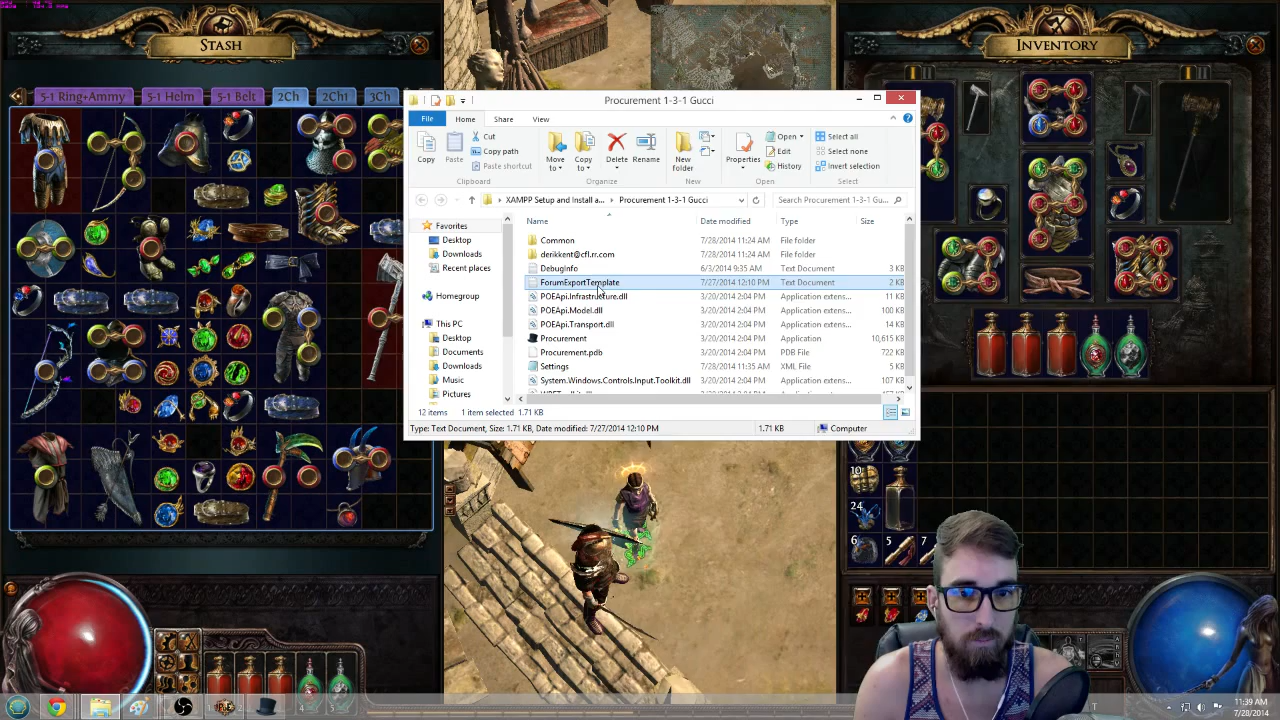 STASH
INVENTORY
5-1 Ring+Ammy
5-1 Helm
5-1 Belt
2Ch
2Ch1
3Ch
Procurement 1-3-1 Gucci
File
Home
Share
View
Copy
Paste
Cut
Copy path
Paste shortcut
Clipboard
Move to
Copy to
Delete
Rename
Organize
New folder
New
Properties
Open
Edit
History
Open
Select all
Select none
Invert selection
Select
XAMPP Setup and Install a...
Procurement 1-3-1 Gucci
Search Procurement 1-3-1 Gu...
Favorites
Desktop
Downloads
Recent places
Homegroup
This PC
Desktop
Documents
Downloads
Music
Pictures
Name Date modified Type Size
Common 7/28/2014 11:24 AM File folder
derikkent@cfl.rr.com 7/28/2014 11:24 AM File folder
DebugInfo 6/3/2014 9:35 AM Text Document 3 KB
ForumExportTemplate 7/27/2014 12:10 PM Text Document 2 KB
POEApi.Infrastructure.dll 3/20/2014 2:04 PM Application extens... 11 KB
POEApi.Model.dll 3/20/2014 2:04 PM Application extens... 100 KB
POEApi.Transport.dll 3/20/2014 2:04 PM Application extens... 14 KB
Procurement 3/20/2014 2:04 PM Application 10,615 KB
Procurement.pdb 3/20/2014 2:04 PM PDB File 722 KB
Settings 7/28/2014 11:35 AM XML File 5 KB
System.Windows.Controls.Input.Toolkit.dll 3/20/2014 2:04 PM Application extens... 107 KB
12 items 1 item selected 1.71 KB
Type: Text Document, Size: 1.71 KB, Date modified: 7/27/2014 12:10 PM 1.71 KB Computer
10
24
6 5 7
11:39 AM
7/28/2014